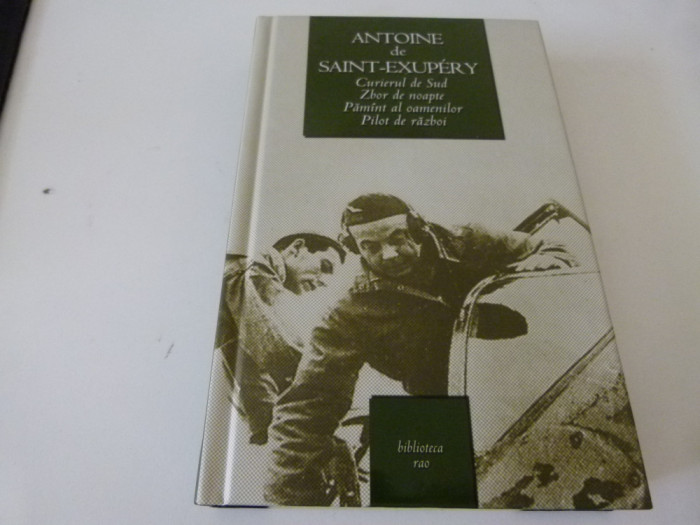 ANTOINE
de
SAINT-EXUPÉRY
Curierul de Sud
Zbor de noapte
Pămînt al oamenilor
Pilot de război
biblioteca
rao